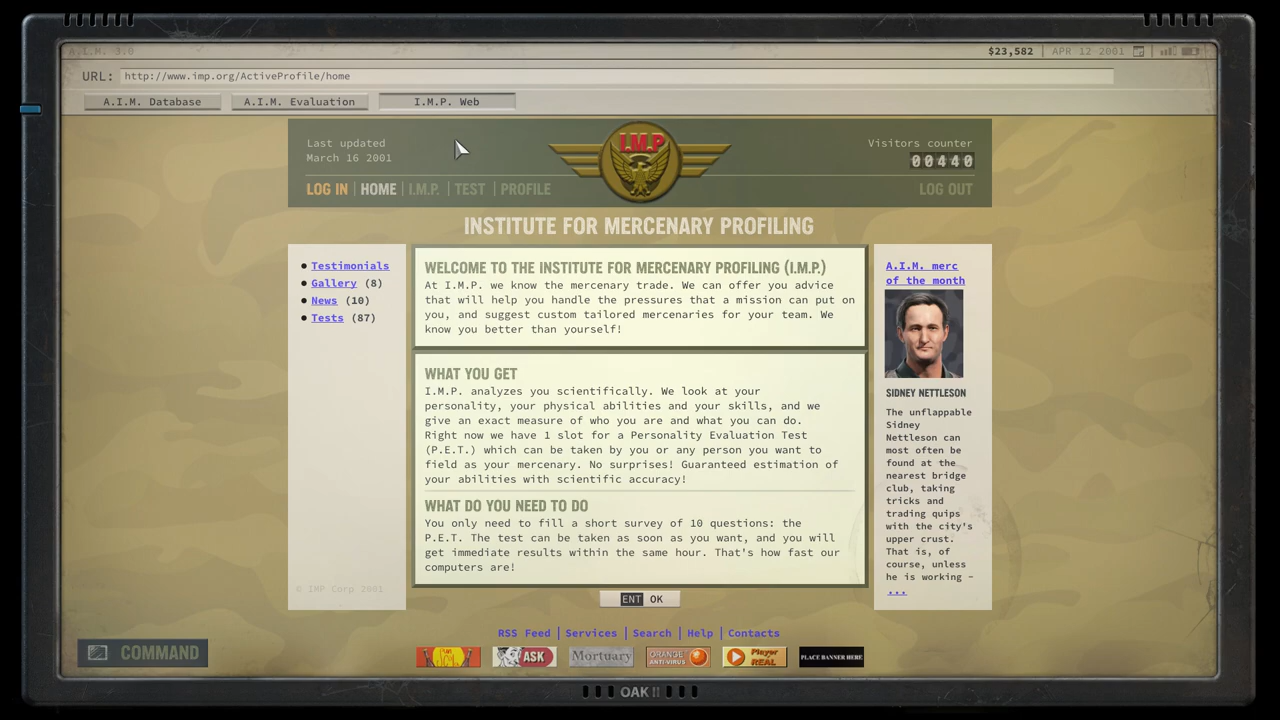 A.I.M. 3.0
$23,582 | APR 12 2001
URL: http://www.imp.org/ActiveProfile/home
A.I.M. Database
A.I.M. Evaluation
I.M.P. Web
Last updated
March 16 2001
I.M.P
Visitors counter
00440
LOG IN | HOME | I.M.P. | TEST | PROFILE
LOG OUT
INSTITUTE FOR MERCENARY PROFILING
Testimonials
Gallery (8)
News (10)
Tests (87)
© IMP Corp 2001
WELCOME TO THE INSTITUTE FOR MERCENARY PROFILING (I.M.P.)
At I.M.P. we know the mercenary trade. We can offer you advice
that will help you handle the pressures that a mission can put on
you, and suggest custom tailored mercenaries for your team. We
know you better than yourself!
WHAT YOU GET
I.M.P. analyzes you scientifically. We look at your
personality, your physical abilities and your skills, and we
give an exact measure of who you are and what you can do.
Right now we have 1 slot for a Personality Evaluation Test
(P.E.T.) which can be taken by you or any person you want to
field as your mercenary. No surprises! Guaranteed estimation of
your abilities with scientific accuracy!
WHAT DO YOU NEED TO DO
You only need to fill a short survey of 10 questions: the
P.E.T. The test can be taken as soon as you want, and you will
get immediate results within the same hour. That's how fast our
computers are!
A.I.M. merc
of the month
SIDNEY NETTLESON
The unflappable
Sidney
Nettleson can
most often be
found at the
nearest bridge
club, taking
tricks and
trading quips
with the city's
upper crust.
That is, of
course, unless
he is working –
...
ENT OK
RSS Feed | Services | Search | Help | Contacts
ASK
Mortuary
ORANGE
ANTI-VIRUS
Player
REAL
PLACE BANNER HERE
COMMAND
OAK II